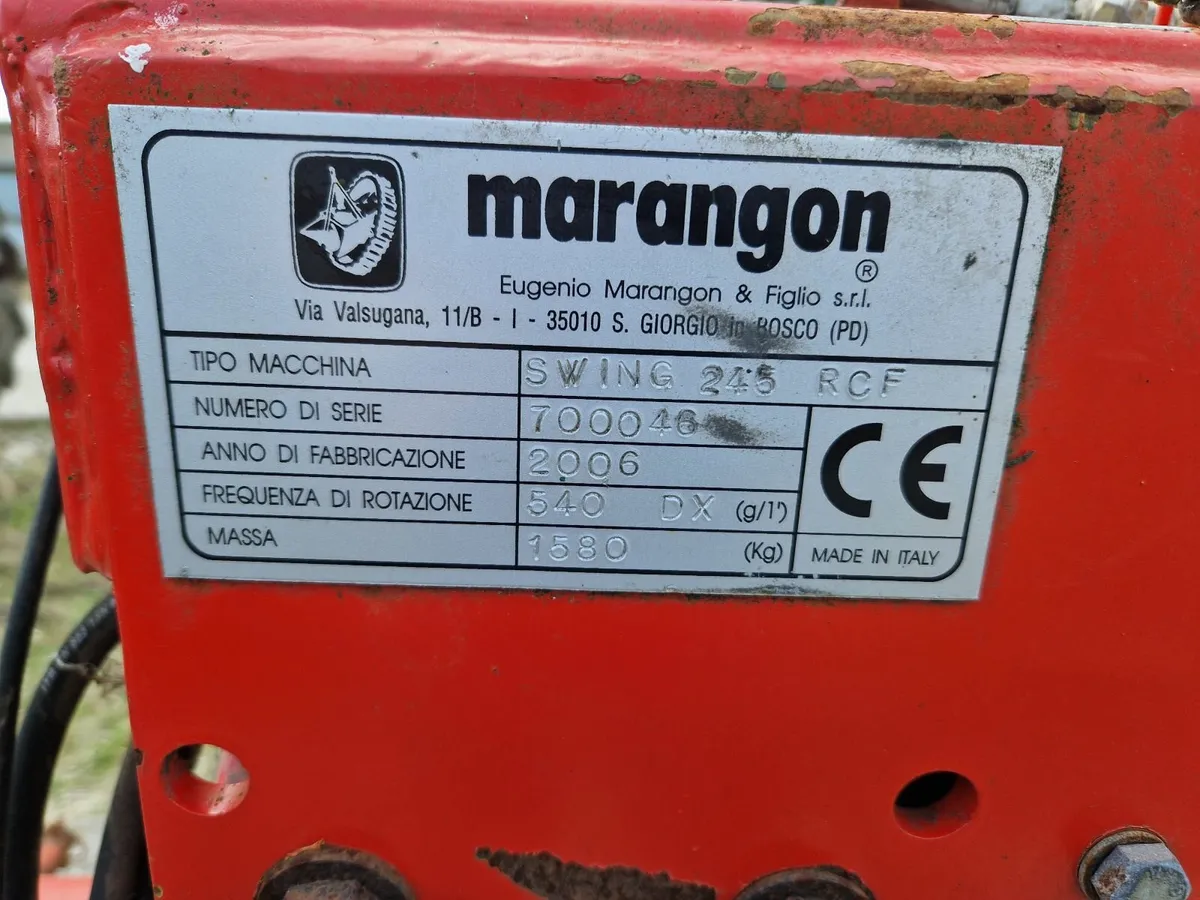 marangon
®
Eugenio Marangon & Figlio s.r.l.
Via Valsugana, 11/B - I - 35010 S. GIORGIO in BOSCO (PD)
TIPO MACCHINA SWING 245 RCF
NUMERO DI SERIE 700046
ANNO DI FABBRICAZIONE 2006
FREQUENZA DI ROTAZIONE 540 DX (g/1')
MASSA 1580 (Kg)
CE
MADE IN ITALY